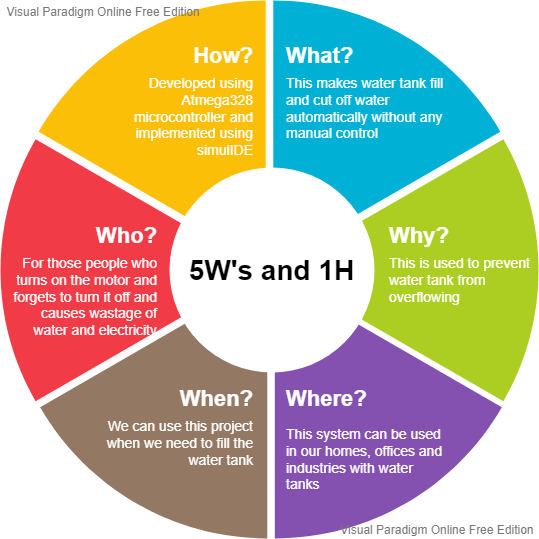 Visual Paradigm Online Free Edition
How?
Developed using
Atmega328
microcontroller and
implemented using
simulIDE
What?
This makes water tank fill
and cut off water
automatically without any
manual control
Who?
For those people who
turns on the motor and
forgets to turn it off and
causes wastage of
water and electricity
5W's and 1H
Why?
This is used to prevent
water tank from
overflowing
When?
We can use this project
when we need to fill the
water tank
Where?
This system can be used
in our homes, offices and
industries with water
tanks
Visual Paradigm Online Free Edition